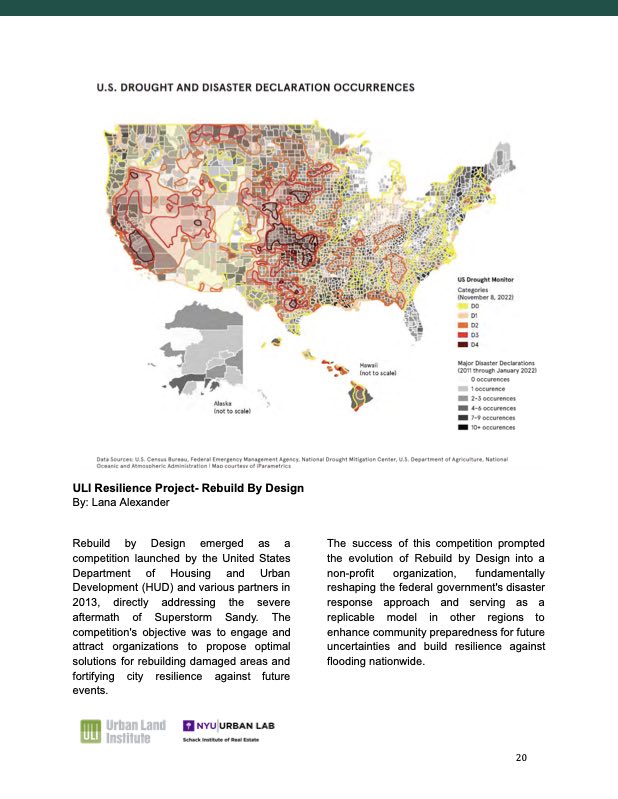 U.S. DROUGHT AND DISASTER DECLARATION OCCURRENCES
US Drought Monitor
Categories
(November 8, 2022)
D0
D1
D2
D3
D4
Major Disaster Declarations
(2011 through January 2022)
0 occurences
1 occurence
2-3 occurences
4-6 occurences
7-9 occurences
10+ occurences
Hawaii
(not to scale)
Alaska
(not to scale)
Data Sources: U.S. Census Bureau, Federal Emergency Management Agency, National Drought Mitigation Center, U.S. Department of Agriculture, National
Oceanic and Atmospheric Administration | Map courtesy of iParametrics
ULI Resilience Project- Rebuild By Design
By: Lana Alexander
Rebuild by Design emerged as a
competition launched by the United States
Department of Housing and Urban
Development (HUD) and various partners in
2013, directly addressing the severe
aftermath of Superstorm Sandy. The
competition's objective was to engage and
attract organizations to propose optimal
solutions for rebuilding damaged areas and
fortifying city resilience against future
events.
The success of this competition prompted
the evolution of Rebuild by Design into a
non-profit organization, fundamentally
reshaping the federal government's disaster
response approach and serving as a
replicable model in other regions to
enhance community preparedness for future
uncertainties and build resilience against
flooding nationwide.
ULI Urban Land
Institute
NYU URBAN LAB
Schack Institute of Real Estate
20